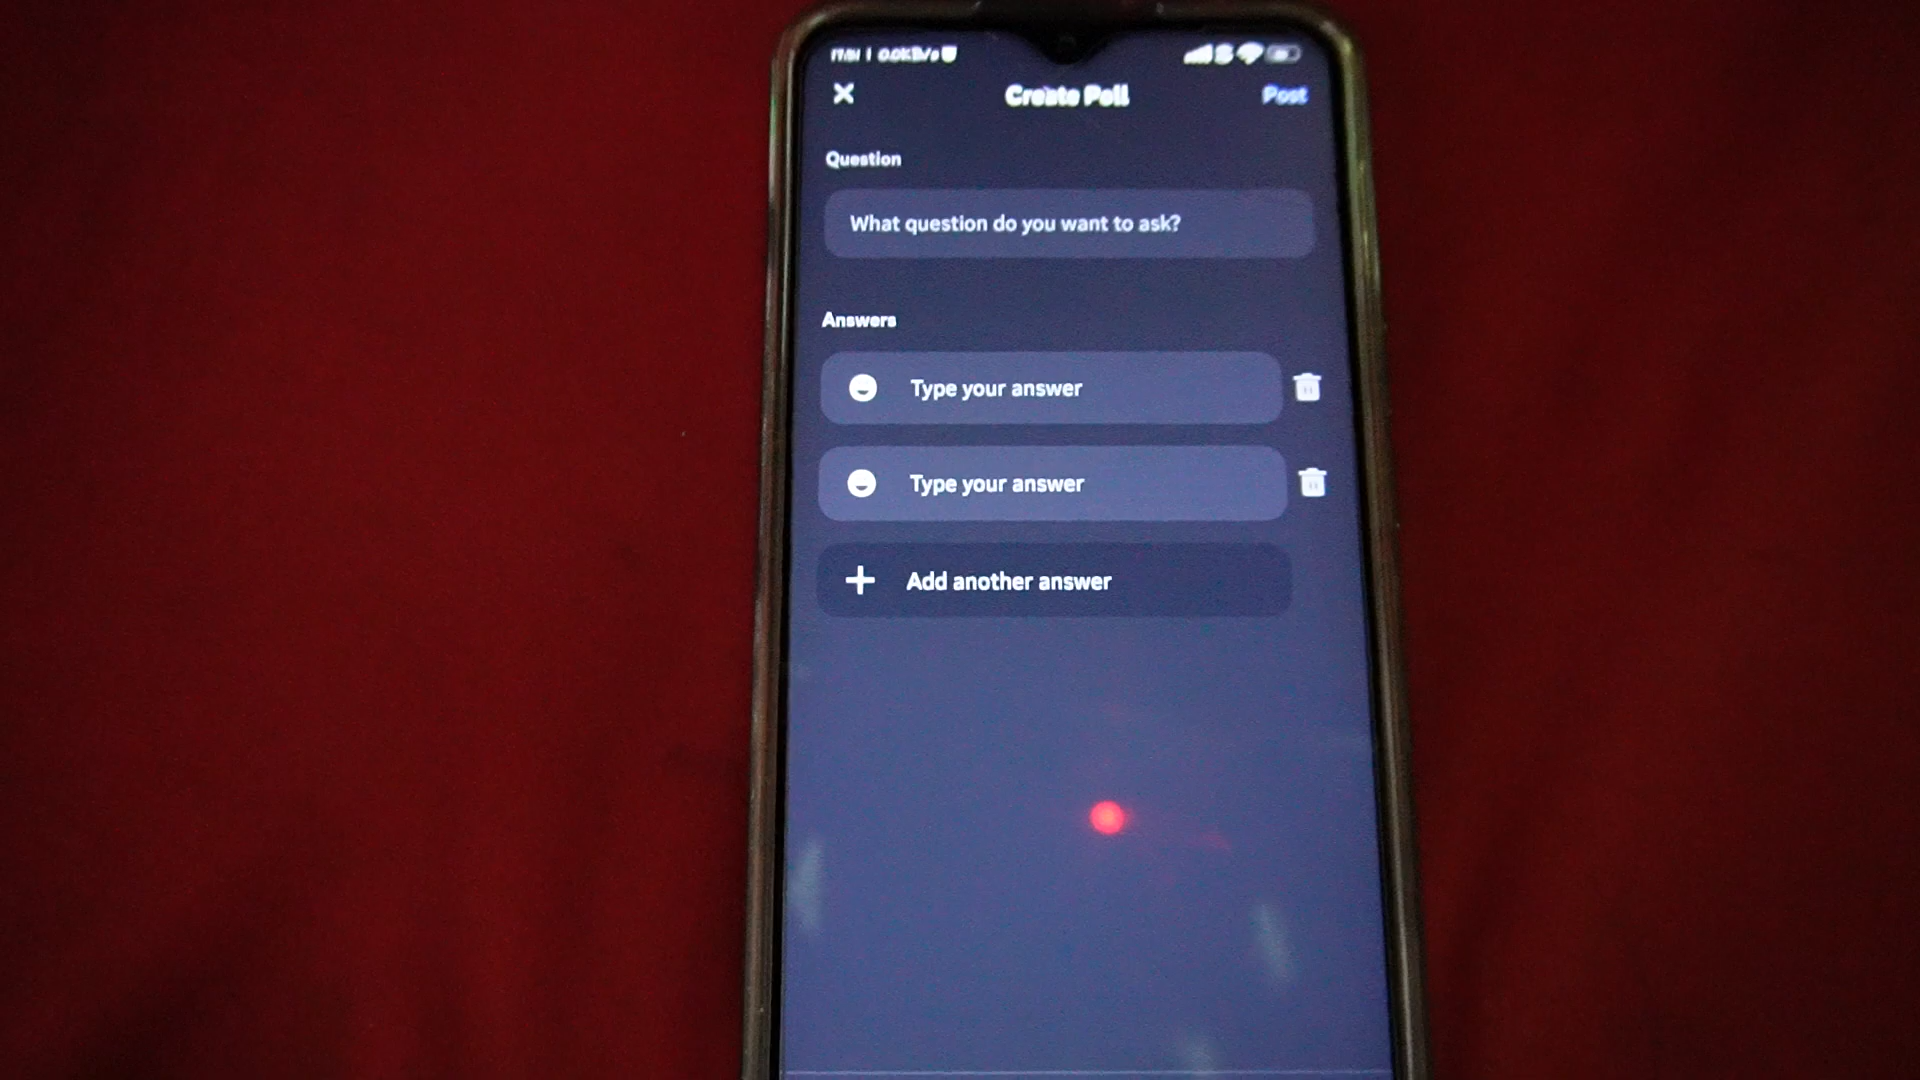 Create Poll
Post
Question
What question do you want to ask?
Answers
Type your answer
Type your answer
Add another answer